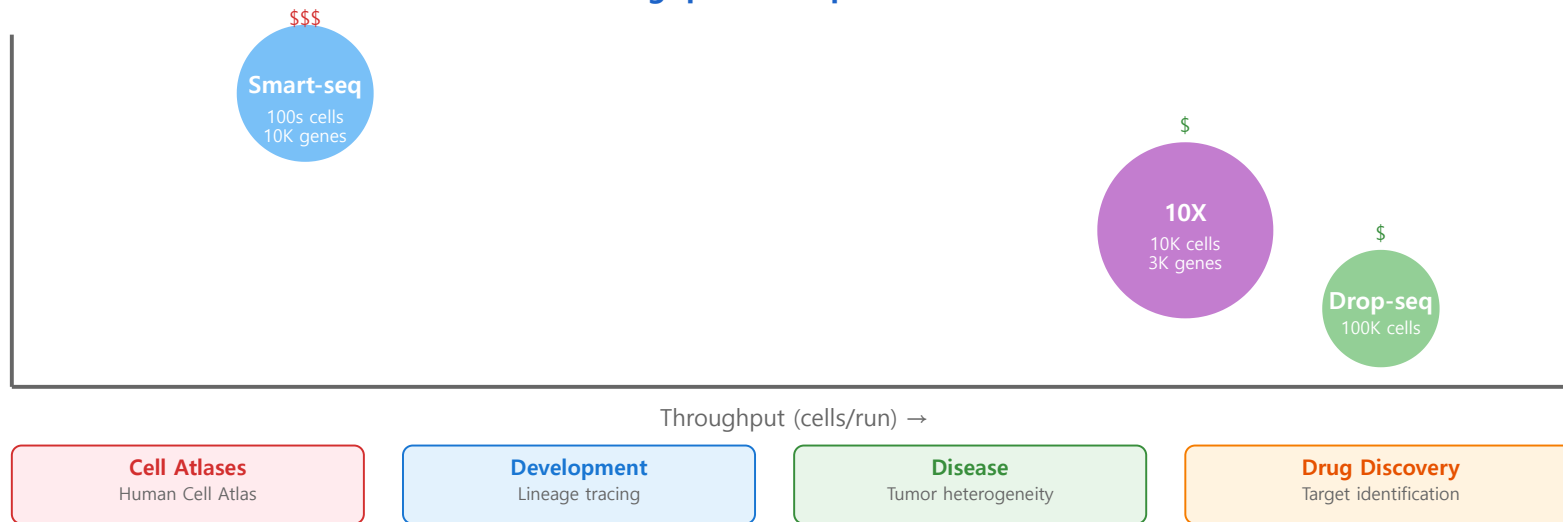 $$$
Smart-seq
100s cells
10K genes
$
10X
10K cells
3K genes
$
Drop-seq
100K cells
Throughput (cells/run) →
Cell Atlases
Human Cell Atlas
Development
Lineage tracing
Disease
Tumor heterogeneity
Drug Discovery
Target identification